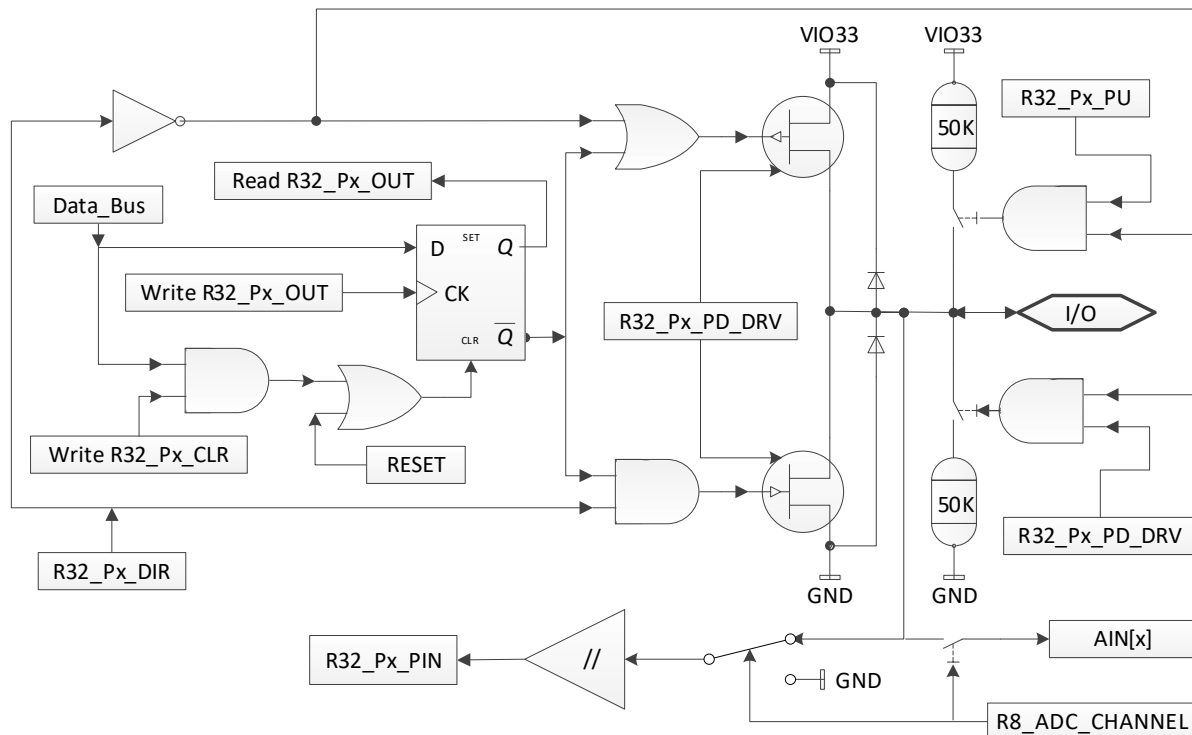 VIO33
VIO33
R32_Px_PU
50K
Read R32_Px_OUT
Data_Bus
D
SET
Q
Write R32_Px_OUT
CK
R32_Px_PD_DRV
I/O
CLR
Q
Write R32_Px_CLR
RESET
50K
R32_Px_PD_DRV
R32_Px_DIR
GND
GND
R32_Px_PIN
//
AIN[x]
GND
R8_ADC_CHANNEL